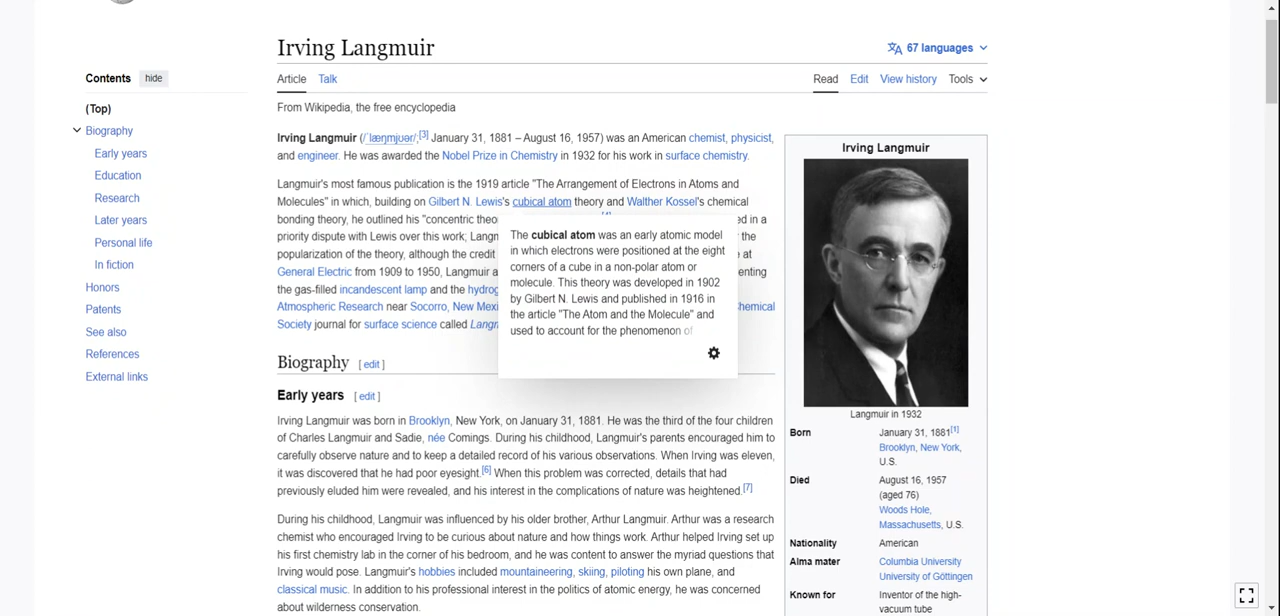 Irving Langmuir
67 languages
Contents hide
(Top)
Biography
Early years
Education
Research
Later years
Personal life
In fiction
Honors
Patents
See also
References
External links
Article Talk
Read Edit View history Tools
From Wikipedia, the free encyclopedia
Irving Langmuir (/ˈlæŋmjʊər/;[3] January 31, 1881 – August 16, 1957) was an American chemist, physicist,
and engineer. He was awarded the Nobel Prize in Chemistry in 1932 for his work in surface chemistry.
Langmuir's most famous publication is the 1919 article "The Arrangement of Electrons in Atoms and
Molecules" in which, building on Gilbert N. Lewis's cubical atom theory and Walther Kossel's chemical
bonding theory, he outlined his "concentric theo ed in a
priority dispute with Lewis over this work; Langm the
popularization of the theory, although the credit at
General Electric from 1909 to 1950, Langmuir a enting
the gas-filled incandescent lamp and the hydrog
Atmospheric Research near Socorro, New Mexi hemical
Society journal for surface science called Langn
The cubical atom was an early atomic model
in which electrons were positioned at the eight
corners of a cube in a non-polar atom or
molecule. This theory was developed in 1902
by Gilbert N. Lewis and published in 1916 in
the article "The Atom and the Molecule" and
used to account for the phenomenon of
Biography [ edit ]
Early years [ edit ]
Irving Langmuir was born in Brooklyn, New York, on January 31, 1881. He was the third of the four children
of Charles Langmuir and Sadie, née Comings. During his childhood, Langmuir's parents encouraged him to
carefully observe nature and to keep a detailed record of his various observations. When Irving was eleven,
it was discovered that he had poor eyesight.[6] When this problem was corrected, details that had
previously eluded him were revealed, and his interest in the complications of nature was heightened.[7]
During his childhood, Langmuir was influenced by his older brother, Arthur Langmuir. Arthur was a research
chemist who encouraged Irving to be curious about nature and how things work. Arthur helped Irving set up
his first chemistry lab in the corner of his bedroom, and he was content to answer the myriad questions that
Irving would pose. Langmuir's hobbies included mountaineering, skiing, piloting his own plane, and
classical music. In addition to his professional interest in the politics of atomic energy, he was concerned
about wilderness conservation.
Irving Langmuir
Langmuir in 1932
Born January 31, 1881[1]
Brooklyn, New York,
U.S.
Died August 16, 1957
(aged 76)
Woods Hole,
Massachusetts, U.S.
Nationality American
Alma mater Columbia University
University of Göttingen
Known for Inventor of the high-
vacuum tube